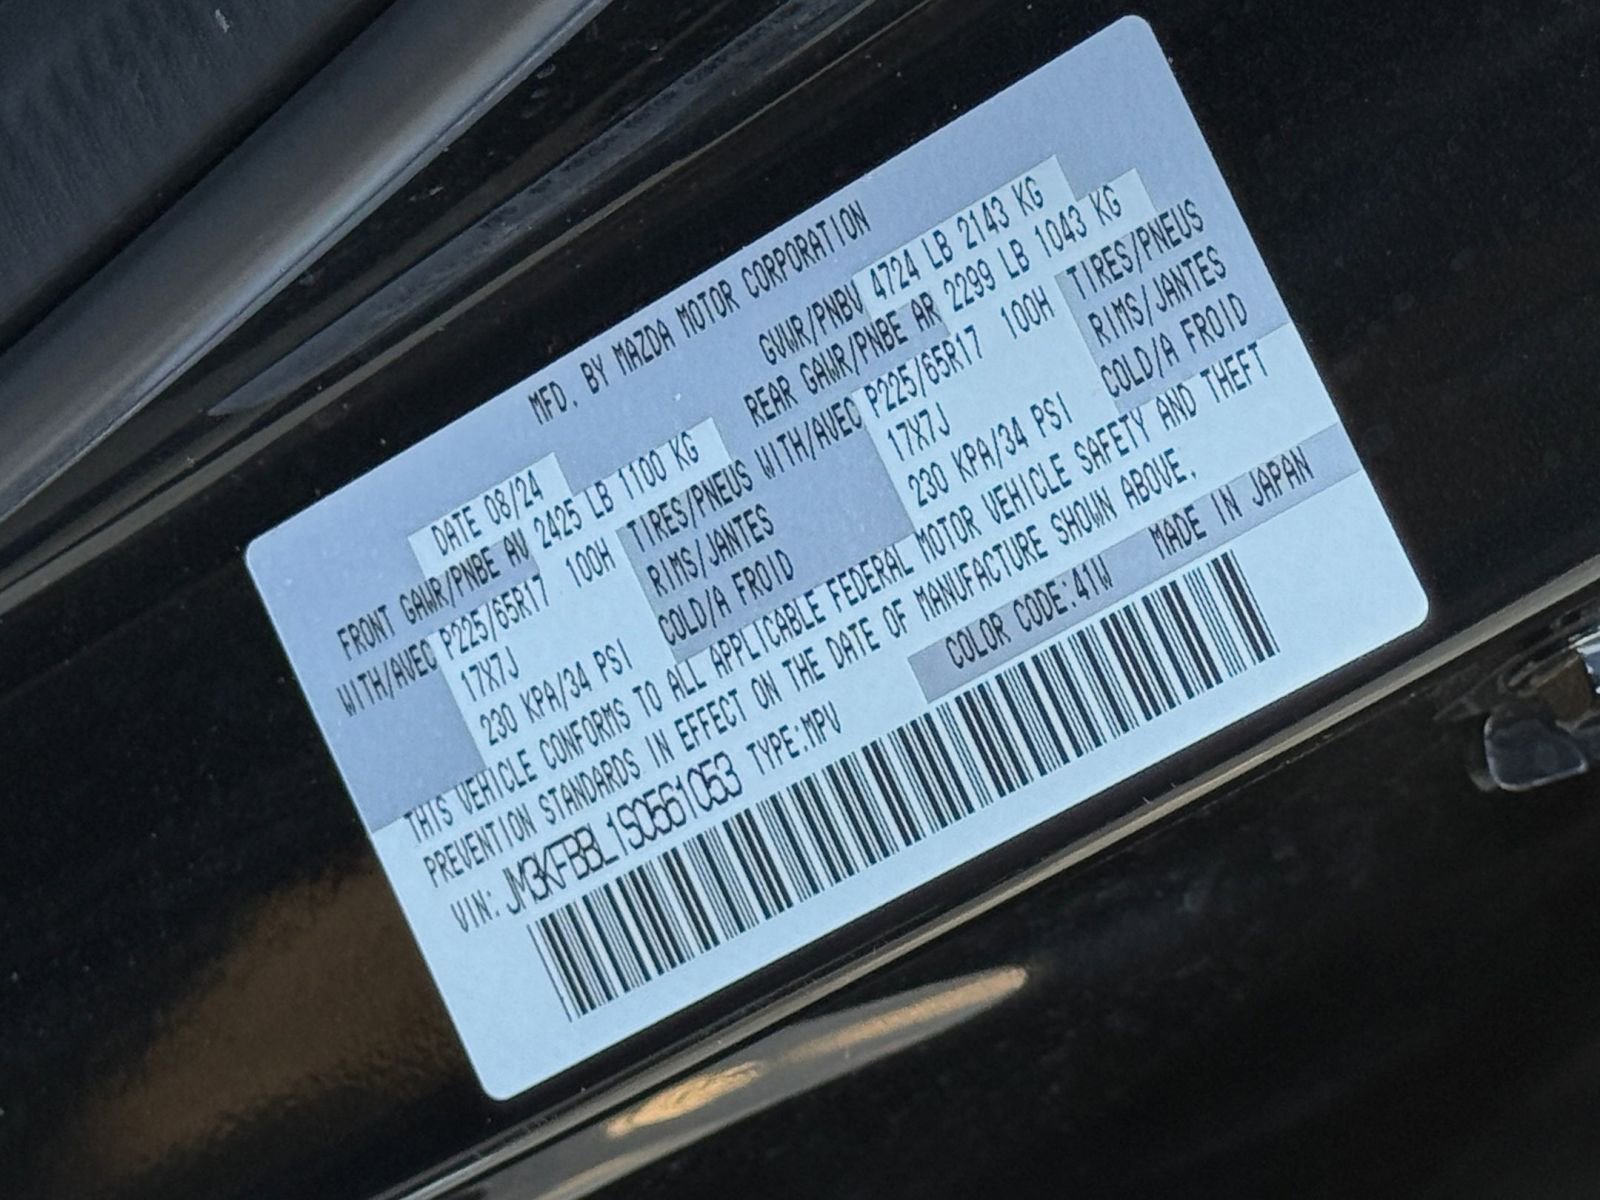 MFD. BY MAZDA MOTOR CORPORATION
DATE 08/24 GVWR/PNBV 4724 LB 2143 KG
FRONT GAWR/PNBE AV 2425 LB 1100 KG REAR GAWR/PNBE AR 2299 LB 1043 KG
WITH/AVEC P225/65R17 100H TIRES/PNEUS WITH/AVEC P225/65R17 100H TIRES/PNEUS
17X7J RIMS/JANTES 17X7J RIMS/JANTES
230 KPA/34 PSI COLD/A FROID 230 KPA/34 PSI COLD/A FROID
THIS VEHICLE CONFORMS TO ALL APPLICABLE FEDERAL MOTOR VEHICLE SAFETY AND THEFT
PREVENTION STANDARDS IN EFFECT ON THE DATE OF MANUFACTURE SHOWN ABOVE.
VIN: JM3KFBBL1S0561053 TYPE:MPV COLOR CODE:41W MADE IN JAPAN